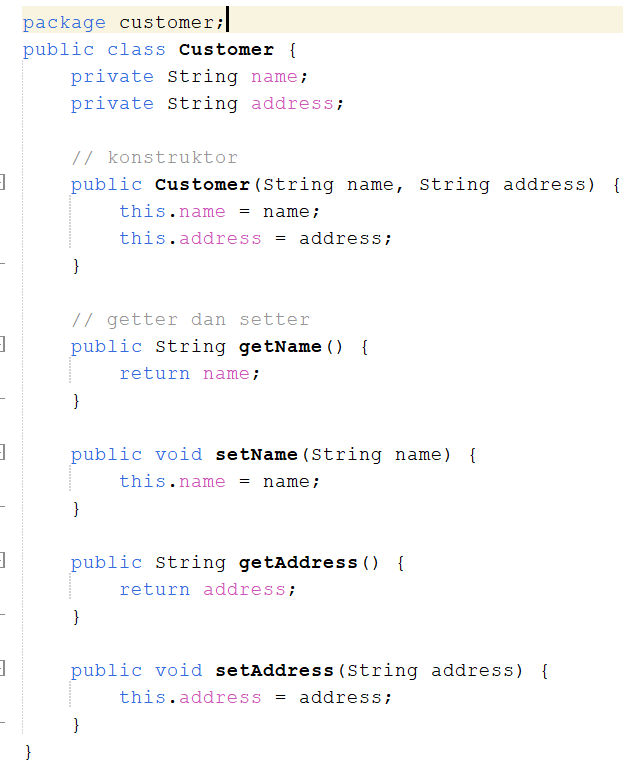 package customer;
public class Customer {
    private String name;
    private String address;

    // konstruktor
    public Customer(String name, String address) {
        this.name = name;
        this.address = address;
    }

    // getter dan setter
    public String getName() {
        return name;
    }

    public void setName(String name) {
        this.name = name;
    }

    public String getAddress() {
        return address;
    }

    public void setAddress(String address) {
        this.address = address;
    }
}